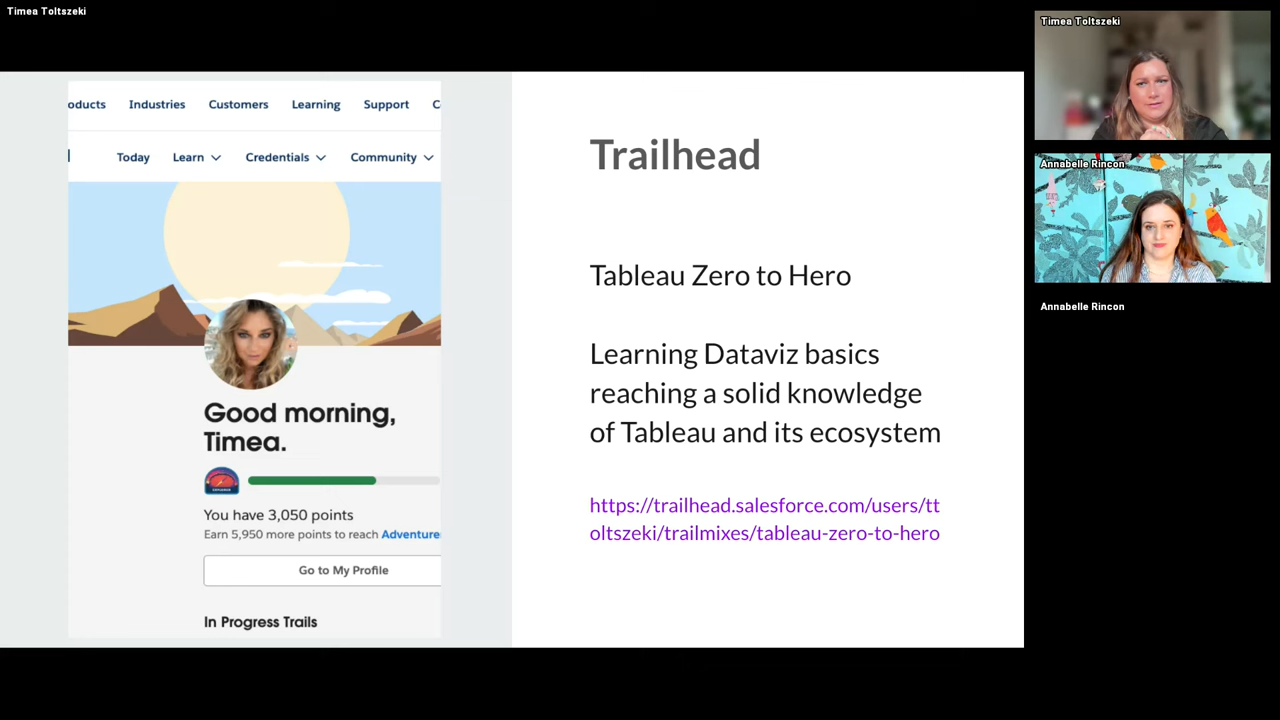 Timea Toltszeki
oducts Industries Customers Learning Support C
Today Learn Credentials Community
Good morning,
Timea.
You have 3,050 points
Earn 5,950 more points to reach Adventure
Go to My Profile
In Progress Trails
Trailhead
Tableau Zero to Hero
Learning Dataviz basics
reaching a solid knowledge
of Tableau and its ecosystem
https://trailhead.salesforce.com/users/tt
oltszeki/trailmixes/tableau-zero-to-hero
Timea Toltszeki
Annabelle Rincon
Annabelle Rincon